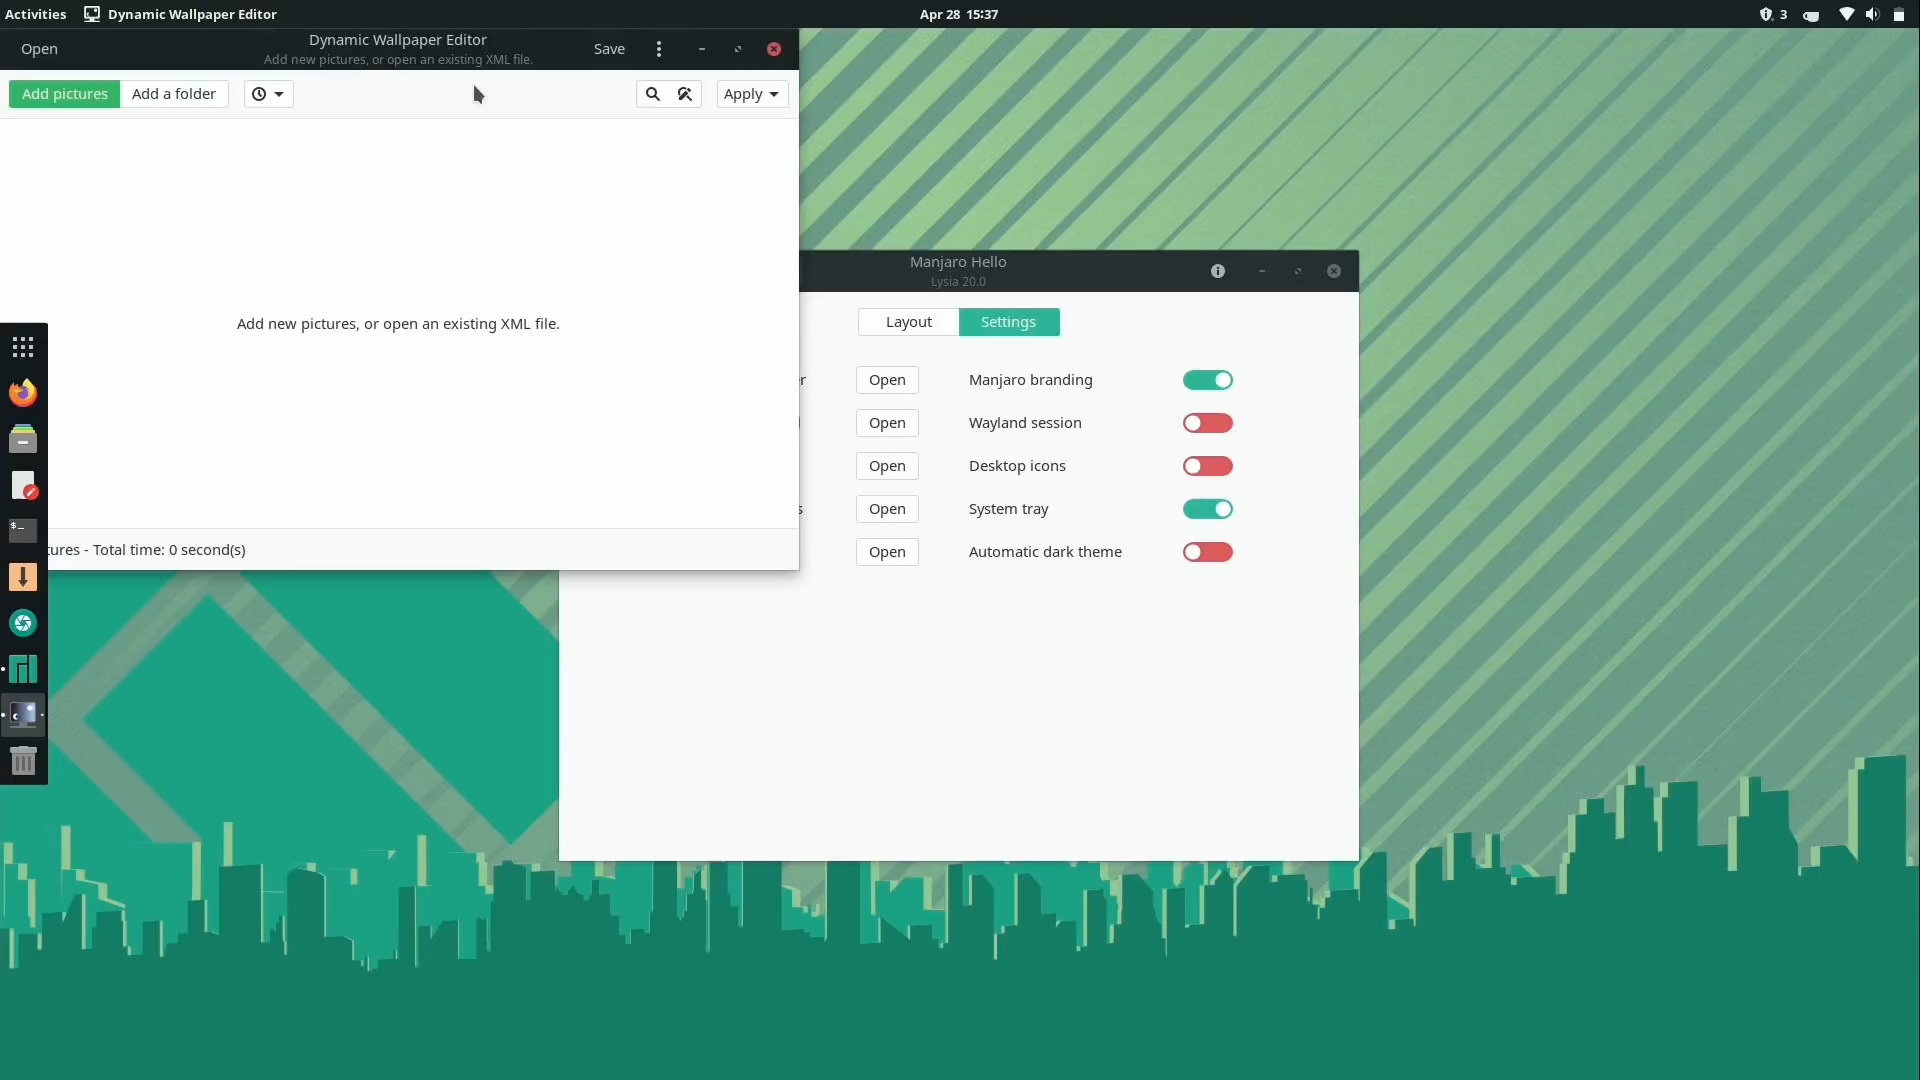 Activities Dynamic Wallpaper Editor Apr 28 15:37 3
Open Dynamic Wallpaper Editor Save
Add new pictures, or open an existing XML file.
Add pictures Add a folder Apply
Add new pictures, or open an existing XML file.
tures - Total time: 0 second(s)
Manjaro Hello
Lysia 20.0
Layout Settings
r Open Manjaro branding
Open Wayland session
Open Desktop icons
s Open System tray
Open Automatic dark theme
$_